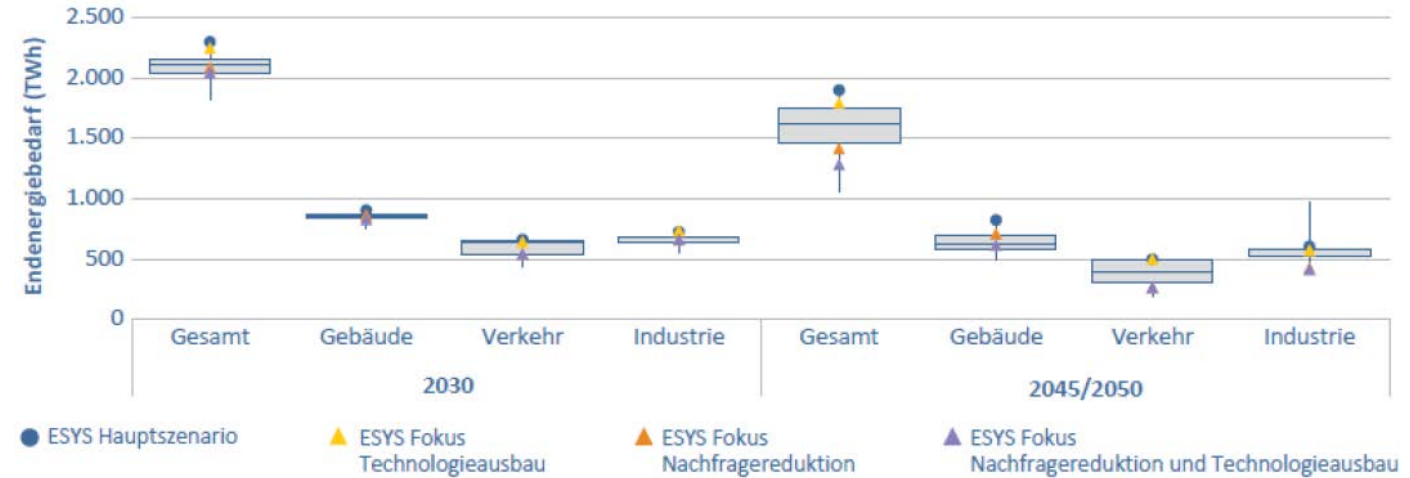 Endenergiebedarf (TWh)
2.500
2.000
1.500
1.000
500
0
Gesamt Gebäude Verkehr Industrie Gesamt Gebäude Verkehr Industrie
2030 2045/2050
ESYS Hauptszenario
ESYS Fokus
Technologieausbau
ESYS Fokus
Nachfragereduktion
ESYS Fokus
Nachfragereduktion und Technologieausbau